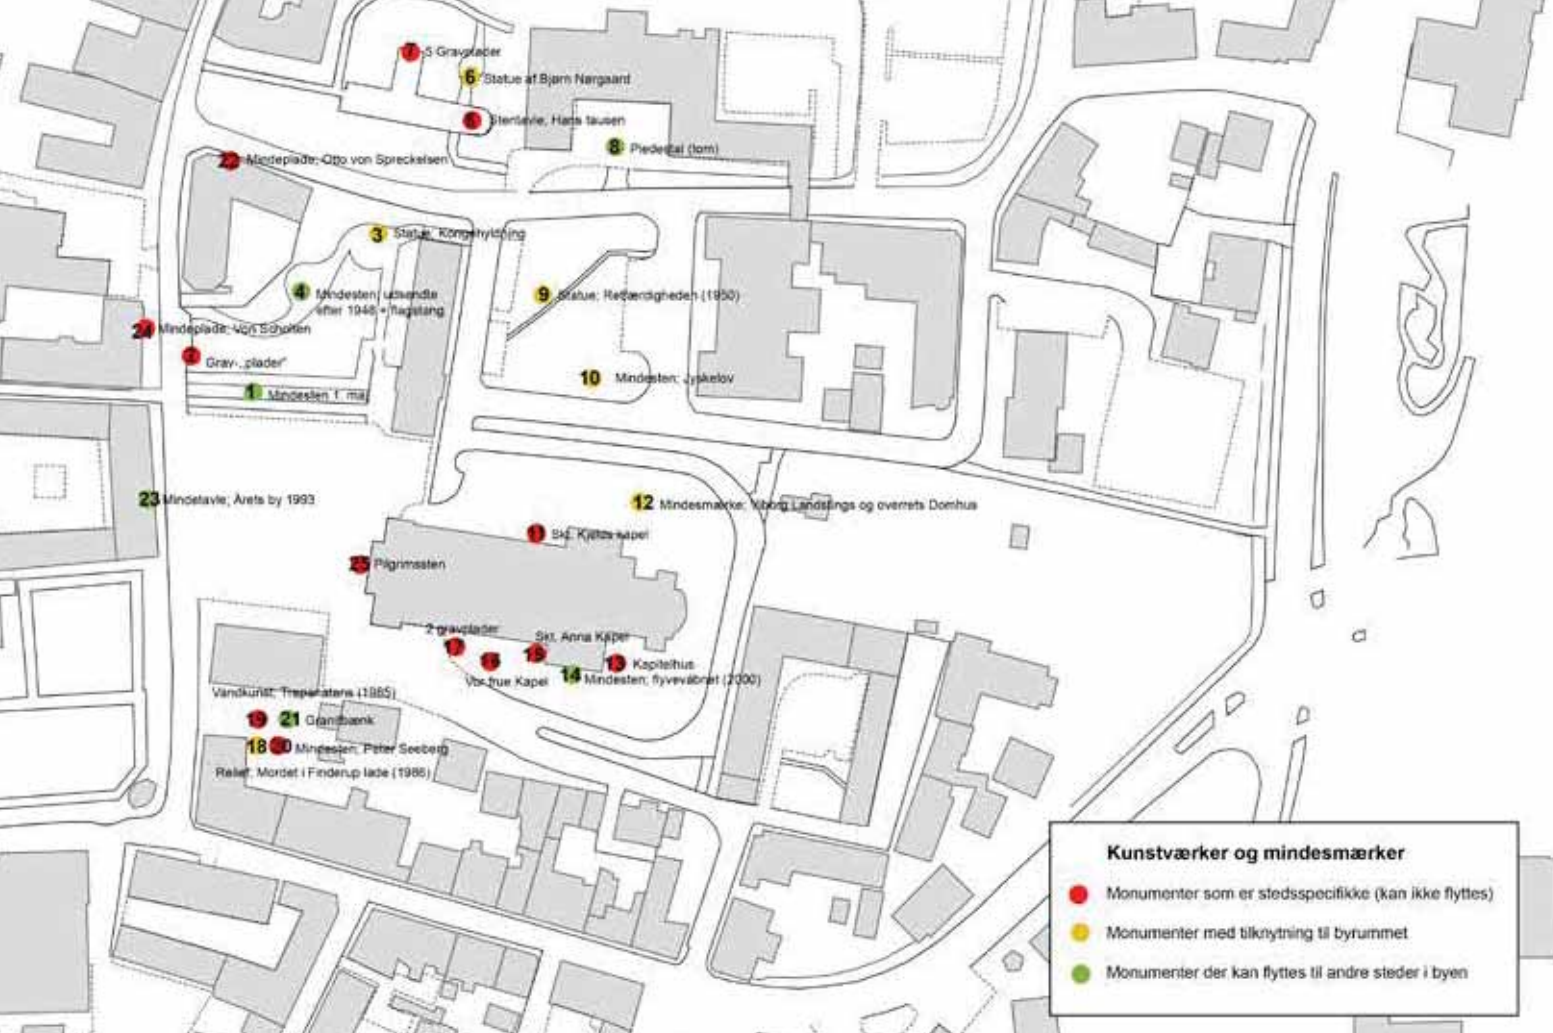 7 5 Gravplader
6 Statue af Bjørn Nørgaard
5 Stentavle; Hans tausen
8 Piedestal (tom)
22 Mindeplade; Otto von Spreckelsen
3 Statue; Kongehyldning
4 Mindesten; udsendte
efter 1948 + flagstang
9 Statue; Retfærdigheden (1950)
24 Mindeplade; Von Scholten
2 Grav-„plader"
10 Mindesten; Jyskelov
1 Mindesten 1. maj
23 Mindetavle; Årets by 1993
12 Mindesmærke; Viborg Landstings og overrets Domhus
11 Skt. Kjelds kapel
25 Pilgrimssten
2 gravplader
17
Skt. Anna Kapel
15
16
Vor frue Kapel
13 Kapitelhus
14 Mindesten; flyvevåbnet (2000)
Vandkunst; Trepanatens (1985)
19 21 Granitbænk
18 20 Mindesten; Peter Seeberg
Relief; Mordet i Finderup lade (1986)
Kunstværker og mindesmærker
Monumenter som er stedsspecifikke (kan ikke flyttes)
Monumenter med tilknytning til byrummet
Monumenter der kan flyttes til andre steder i byen